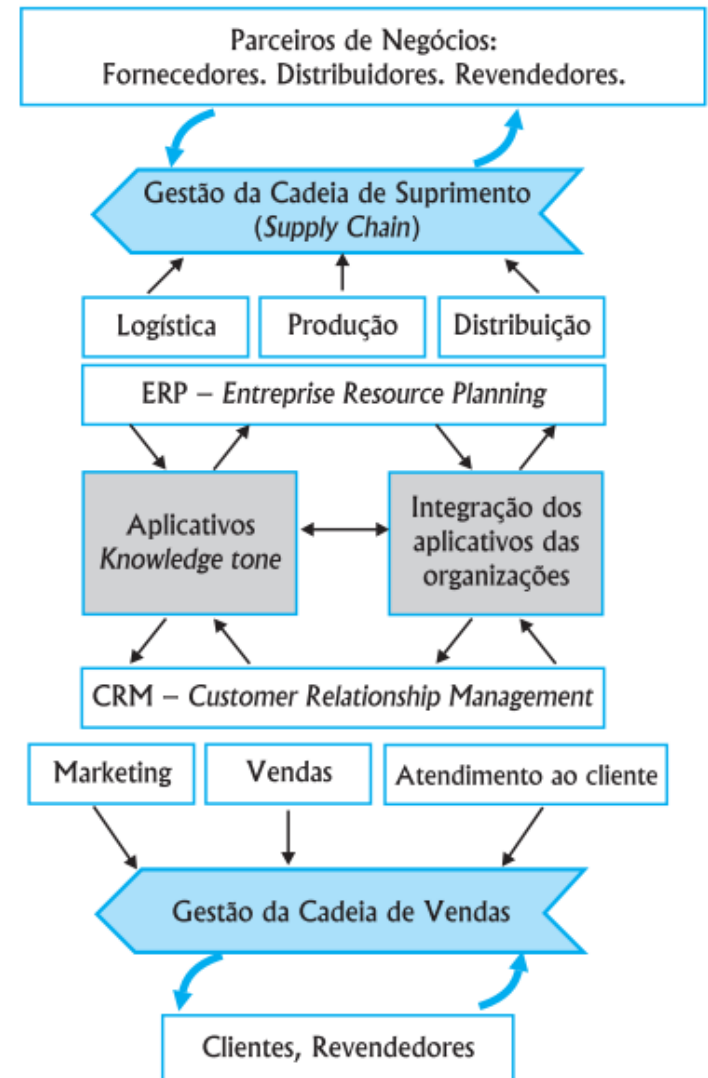 Parceiros de Negócios:
Fornecedores. Distribuidores. Revendedores.
Gestão da Cadeia de Suprimento
(Supply Chain)
Logística
Produção
Distribuição
ERP – Entreprise Resource Planning
Aplicativos
Knowledge tone
Integração dos
aplicativos das
organizações
CRM – Customer Relationship Management
Marketing
Vendas
Atendimento ao cliente
Gestão da Cadeia de Vendas
Clientes, Revendedores